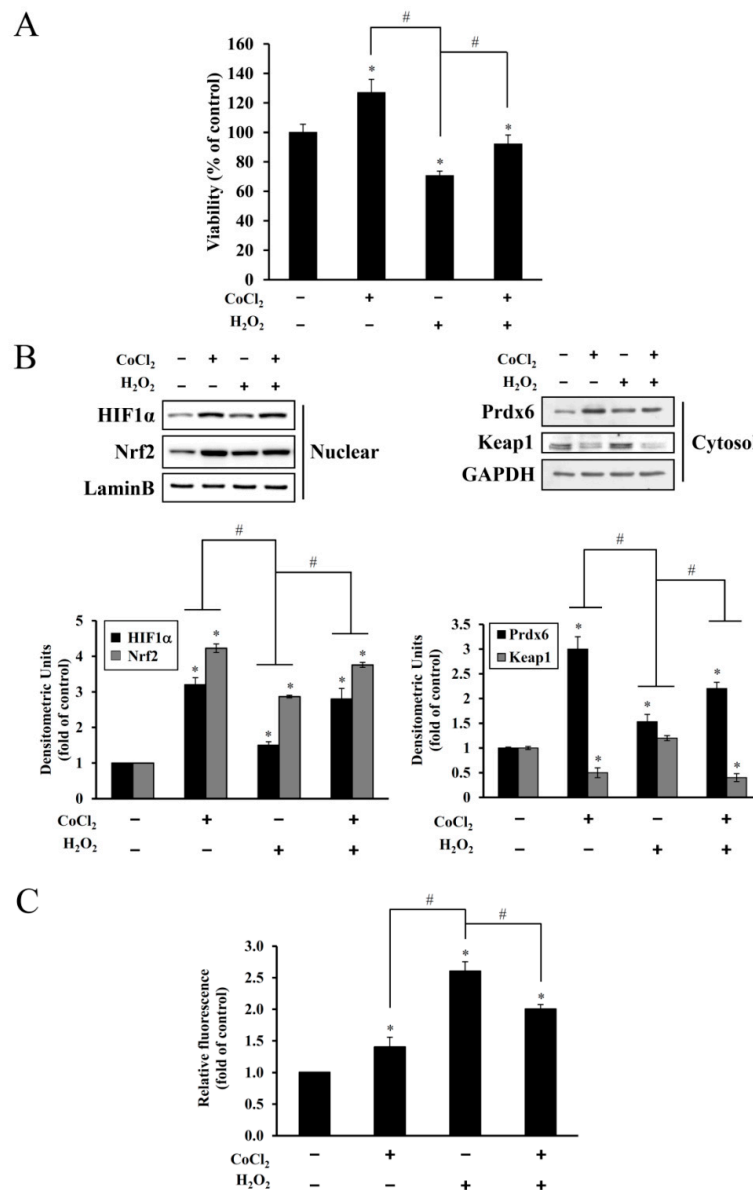 A
#
#
160
140
120
100
80
60
40
20
0
Viability (% of control)
*
*
*
CoCl₂ – + – +
H₂O₂ – – + +
B
CoCl₂ – + – +
H₂O₂ – – + +
HIF1α
Nrf2
LaminB
Nuclear
CoCl₂ – + – +
H₂O₂ – – + +
Prdx6
Keap1
GAPDH
Cytosol
#
#
5
4
3
2
1
0
Densitometric Units
(fold of control)
HIF1α
Nrf2
* *
* *
* *
CoCl₂ – + – +
H₂O₂ – – + +
#
#
3.5
3
2.5
2
1.5
1
0.5
0
Densitometric Units
(fold of control)
Prdx6
Keap1
* *
*
* *
CoCl₂ – + – +
H₂O₂ – – + +
C
#
#
3.0
2.5
2.0
1.5
1.0
0.5
0.0
Relative fluorescence
(fold of control)
*
*
*
CoCl₂ – + – +
H₂O₂ – – + +